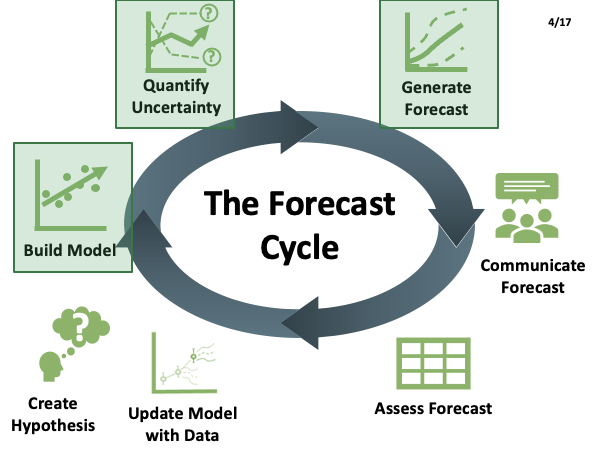 4/17
Quantify
Uncertainty
Generate
Forecast
Build Model
The Forecast
Cycle
Communicate
Forecast
Create
Hypothesis
Update Model
with Data
Assess Forecast
?
?
?